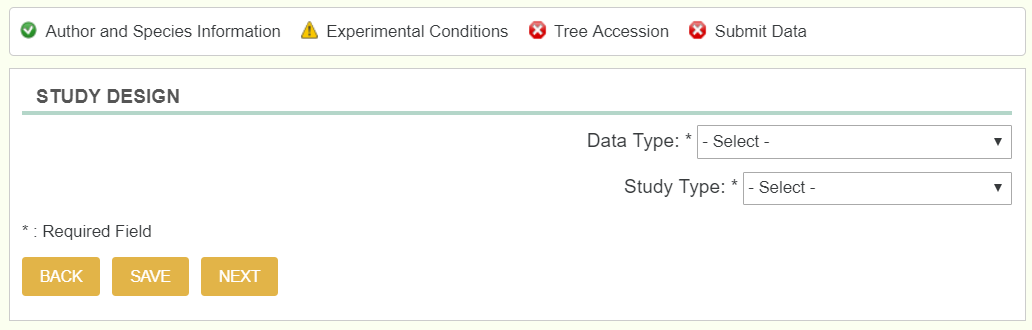 Author and Species Information Experimental Conditions Tree Accession Submit Data
STUDY DESIGN
Data Type: * - Select -
Study Type: * - Select -
* : Required Field
BACK SAVE NEXT